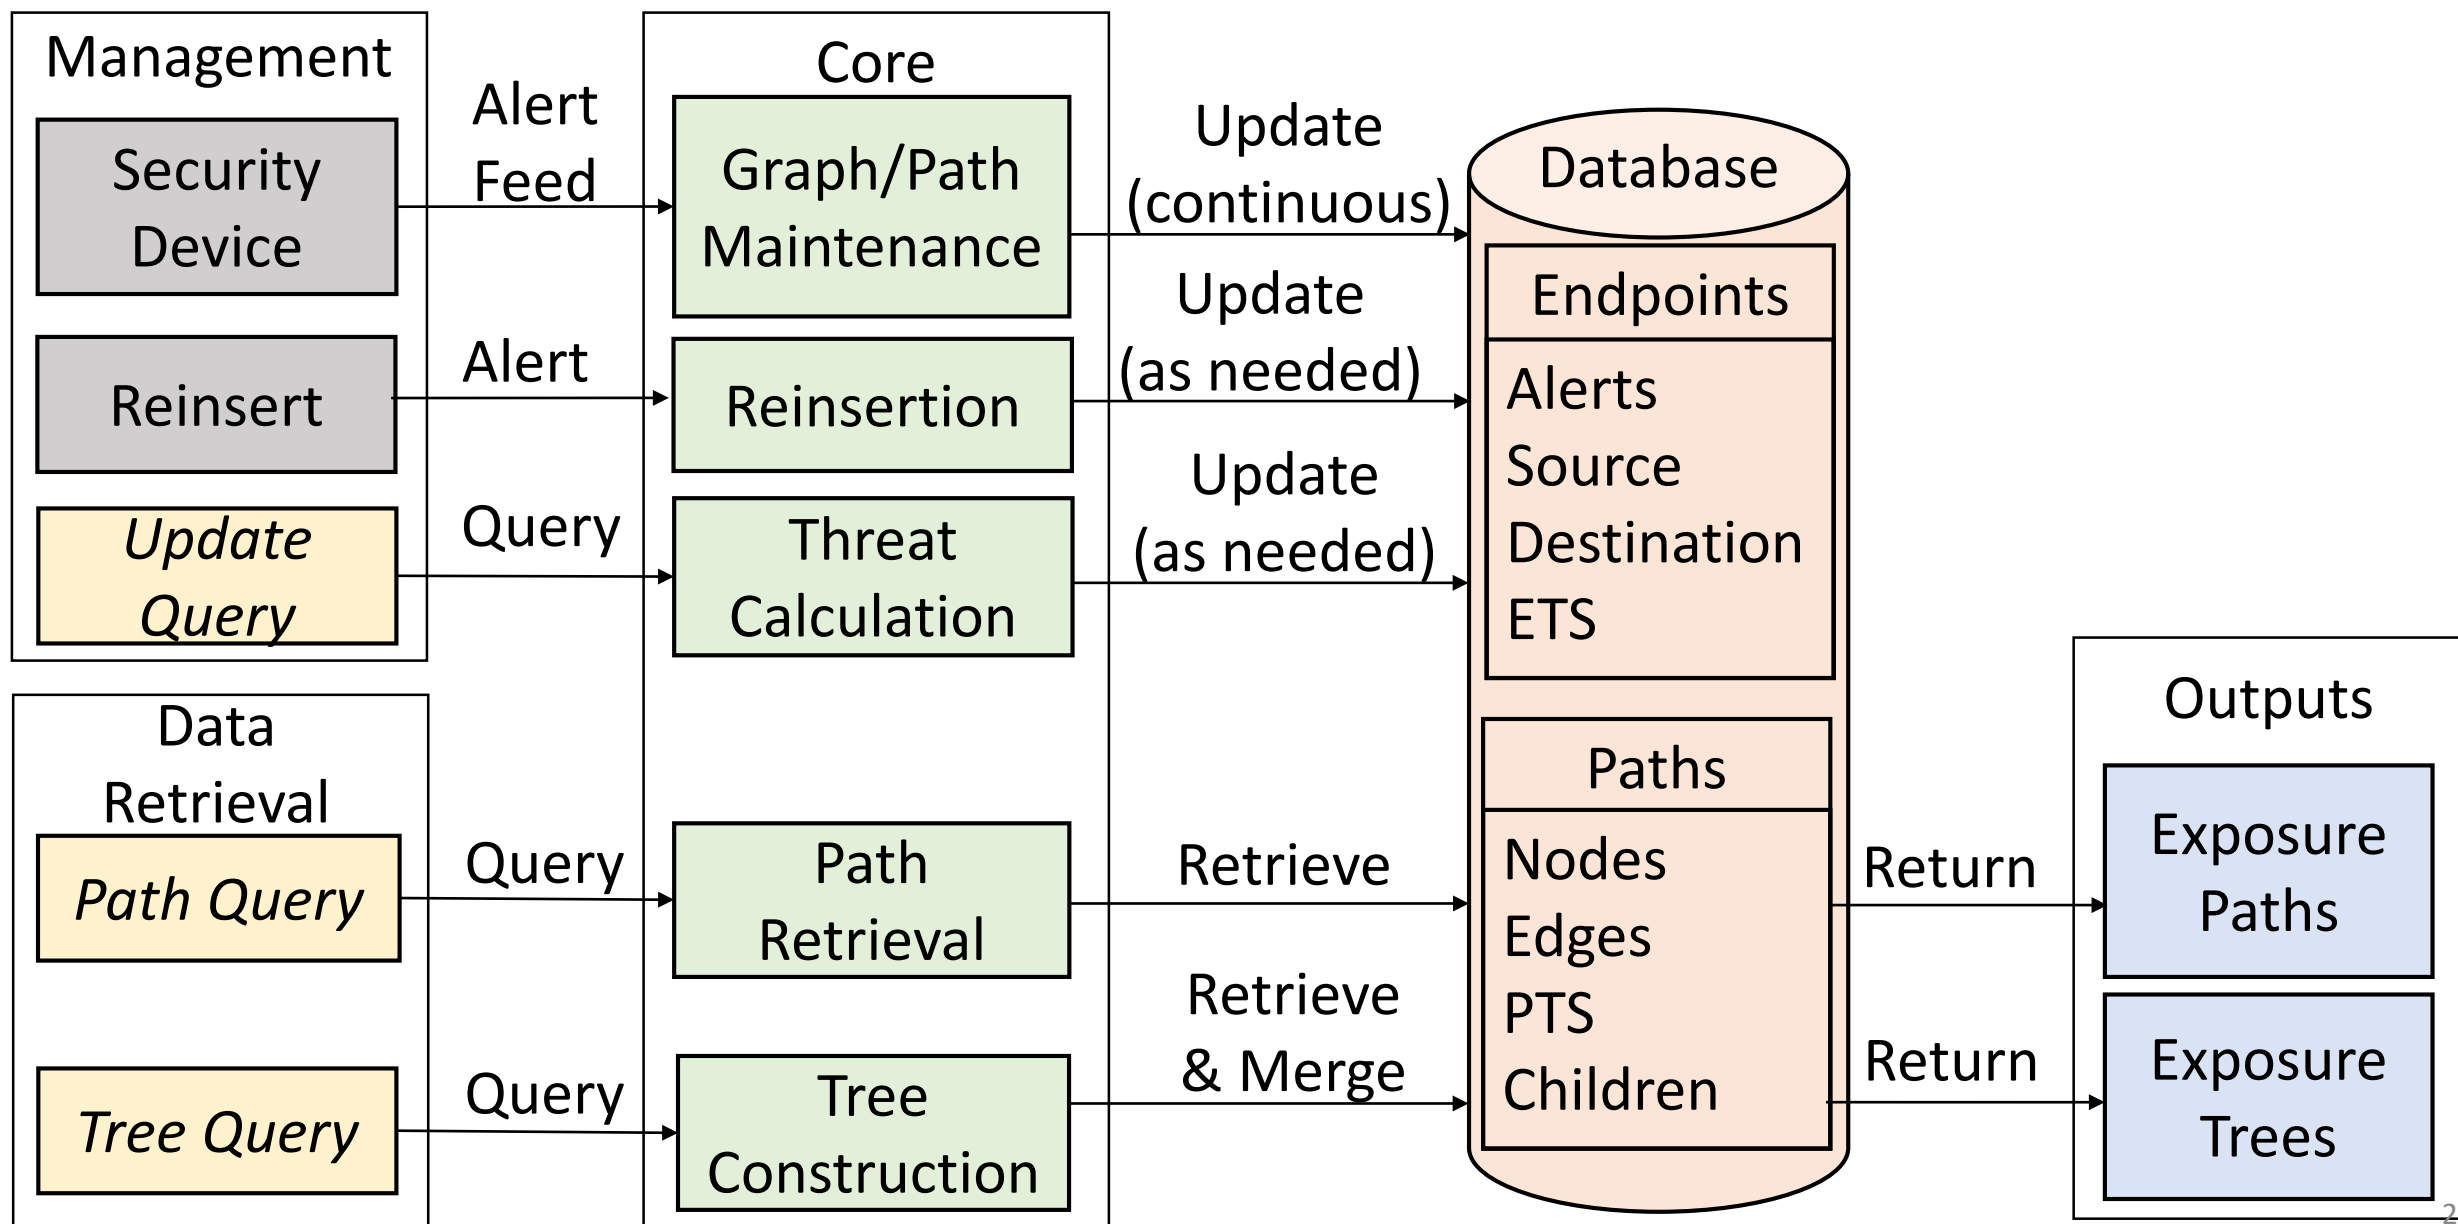 Management
Security
Device
Reinsert
Update
Query
Alert
Feed
Alert
Query
Core
Graph/Path
Maintenance
Reinsertion
Threat
Calculation
Update
(continuous)
Update
(as needed)
Update
(as needed)
Database
Endpoints
Alerts
Source
Destination
ETS
Data
Retrieval
Path Query
Tree Query
Query
Query
Path
Retrieval
Tree
Construction
Retrieve
Retrieve
& Merge
Paths
Nodes
Edges
PTS
Children
Return
Return
Outputs
Exposure
Paths
Exposure
Trees
2